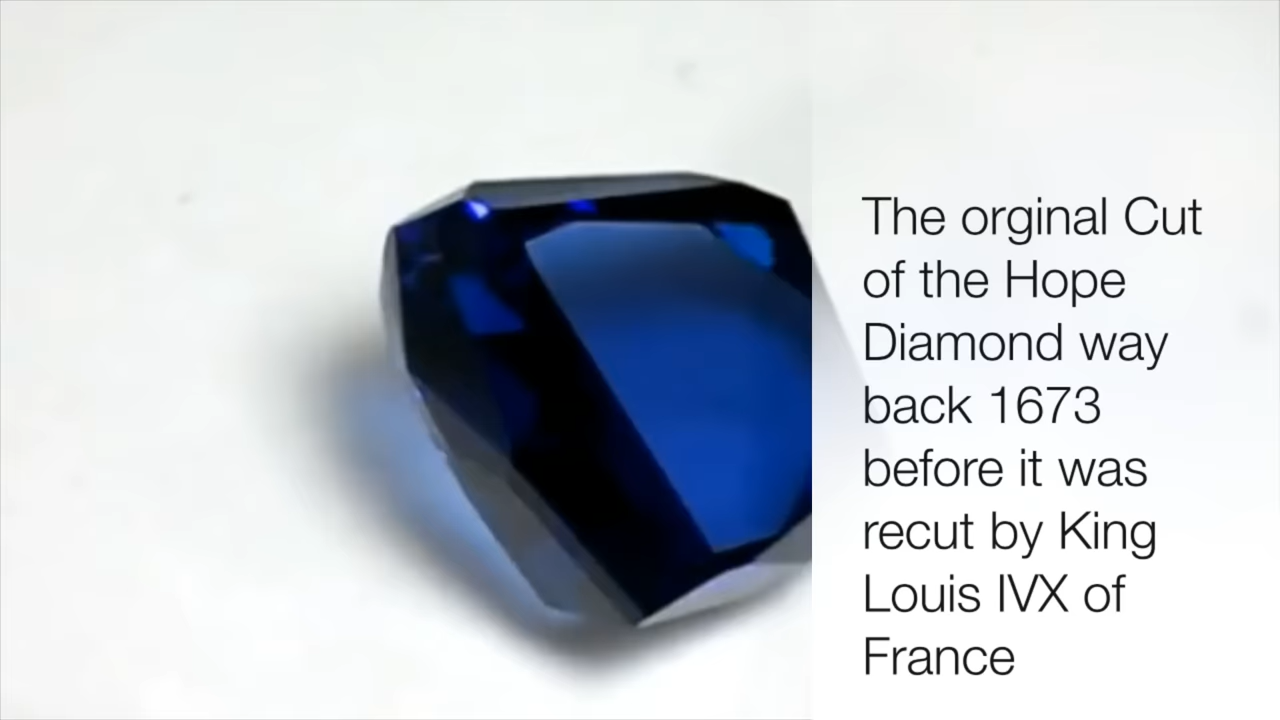 The orginal Cut
of the Hope
Diamond way
back 1673
before it was
recut by King
Louis IVX of
France